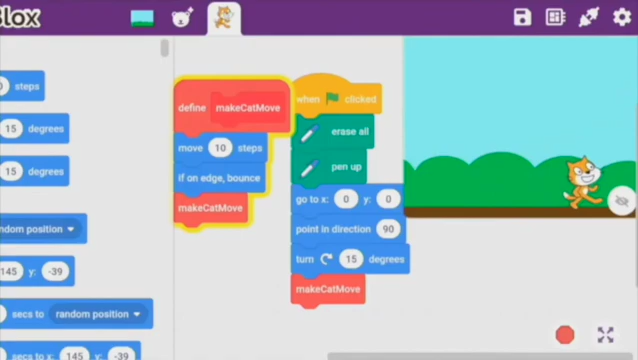 lox
steps
15 degrees
15 degrees
ndom position
145 y: -39
secs to random position
secs to x: 145 y: -39
define makeCatMove
move 10 steps
if on edge, bounce
makeCatMove
when clicked
erase all
pen up
go to x: 0 y: 0
point in direction 90
turn 15 degrees
makeCatMove